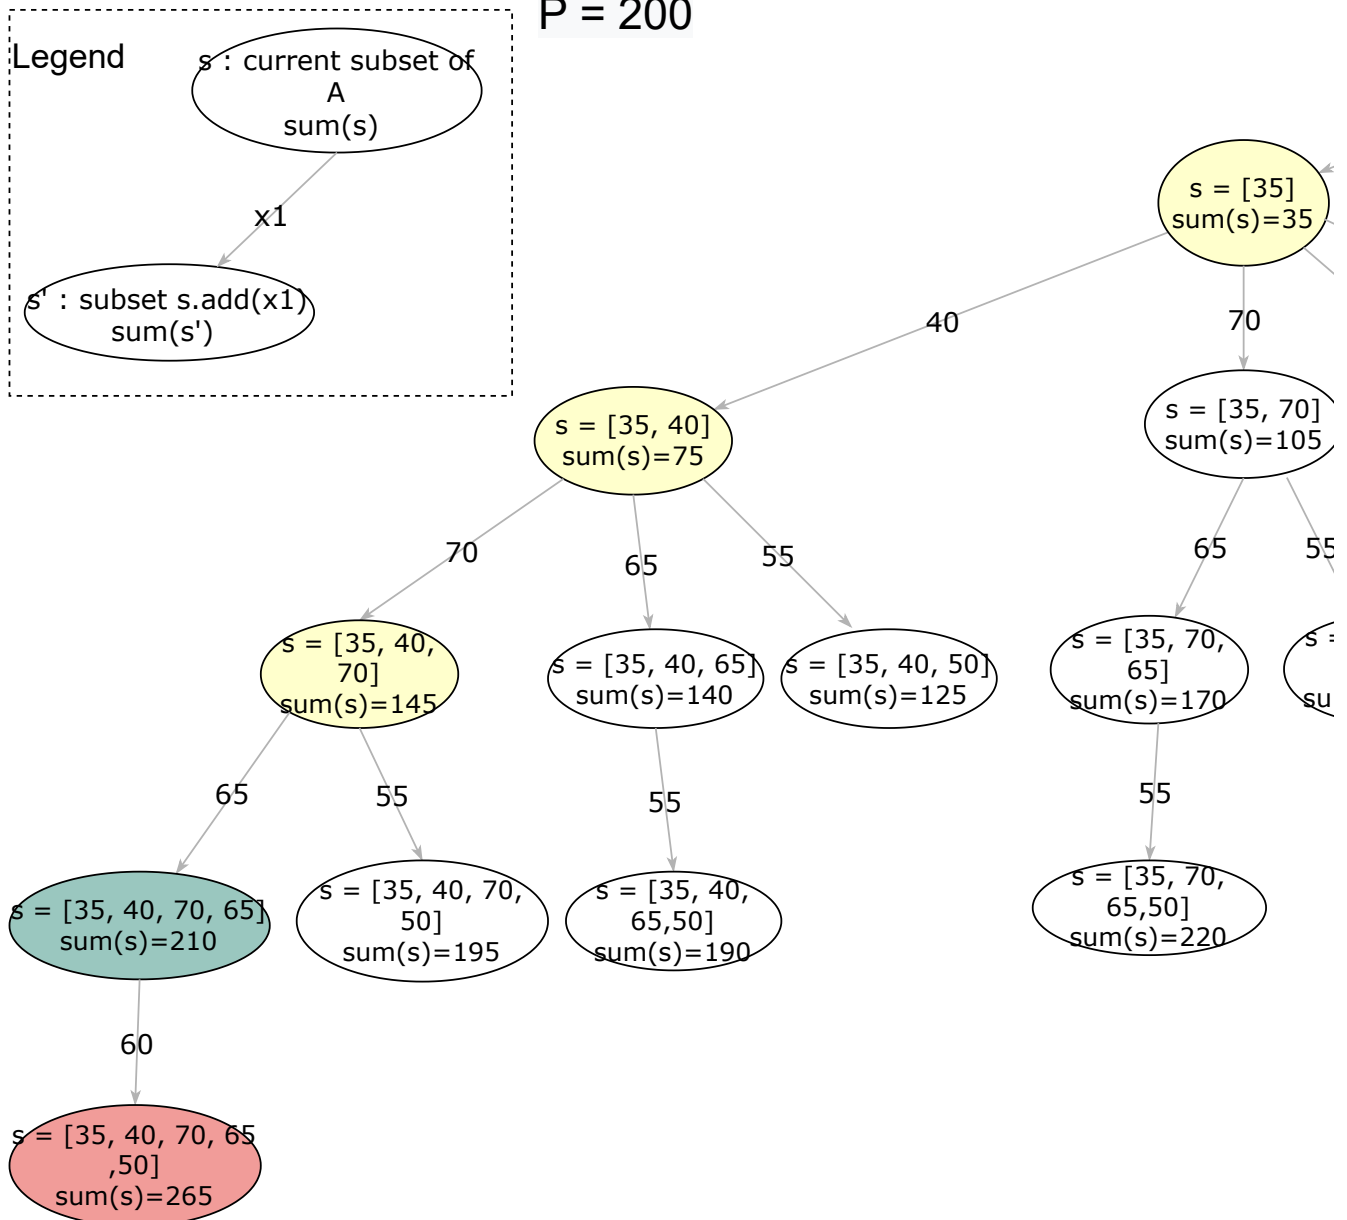 P = 200
Legend
s : current subset of
A
sum(s)
x1
s' : subset s.add(x1)
sum(s')
s = [35]
sum(s)=35
40
70
s = [35, 40]
sum(s)=75
s = [35, 70]
sum(s)=105
70
65
55
65
55
s = [35, 40,
70]
sum(s)=145
s = [35, 40, 65]
sum(s)=140
s = [35, 40, 50]
sum(s)=125
s = [35, 70,
65]
sum(s)=170
s =
su
65
55
55
55
s = [35, 40, 70, 65]
sum(s)=210
s = [35, 40, 70,
50]
sum(s)=195
s = [35, 40,
65,50]
sum(s)=190
s = [35, 70,
65,50]
sum(s)=220
60
s = [35, 40, 70, 65
,50]
sum(s)=265